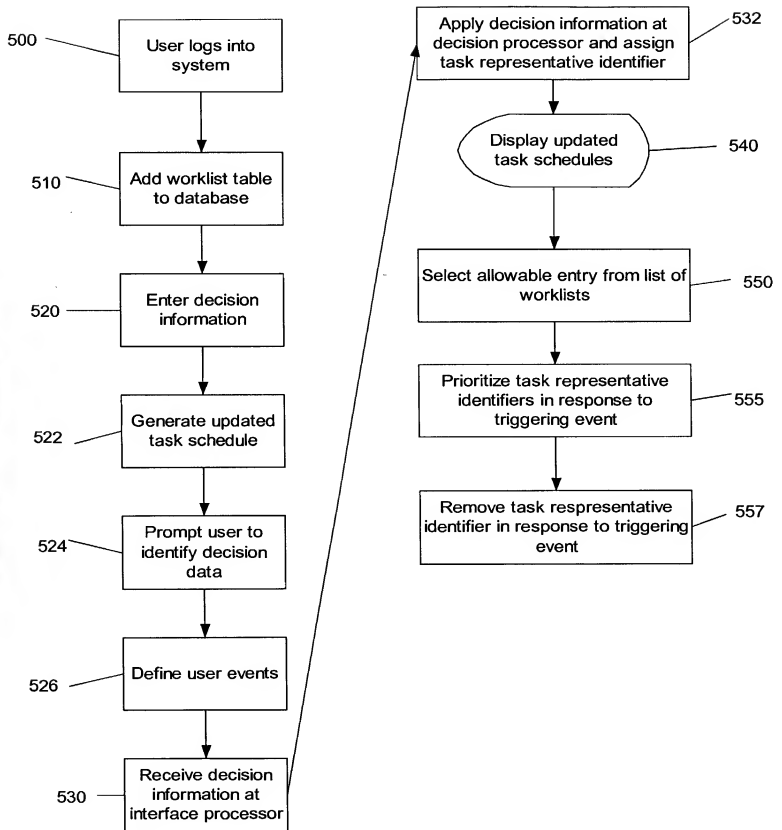 500
User logs into
system
510
Add worklist table
to database
520
Enter decision
information
522
Generate updated
task schedule
524
Prompt user to
identify decision
data
526
Define user events
530
Receive decision
information at
interface processor
Apply decision information at
decision processor and assign
task representative identifier
532
Display updated
task schedules
540
Select allowable entry from list of
worklists
550
Prioritize task representative
identifiers in response to
triggering event
555
Remove task respresentative
identifier in response to triggering
event
557